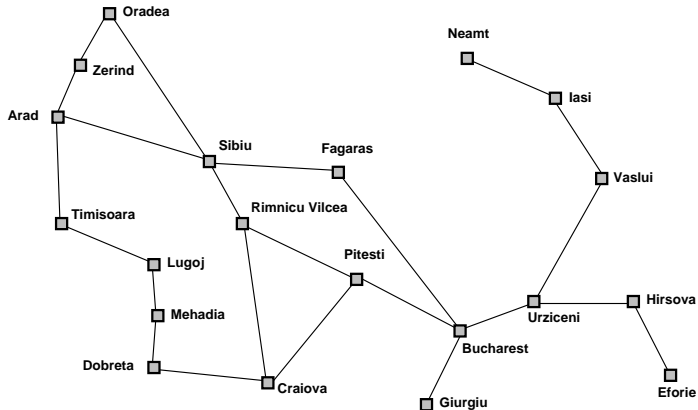 Oradea
Neamt
Zerind
Iasi
Arad
Sibiu
Fagaras
Vaslui
Rimnicu Vilcea
Timisoara
Pitesti
Lugoj
Hirsova
Mehadia
Urziceni
Bucharest
Dobreta
Craiova
Eforie
Giurgiu